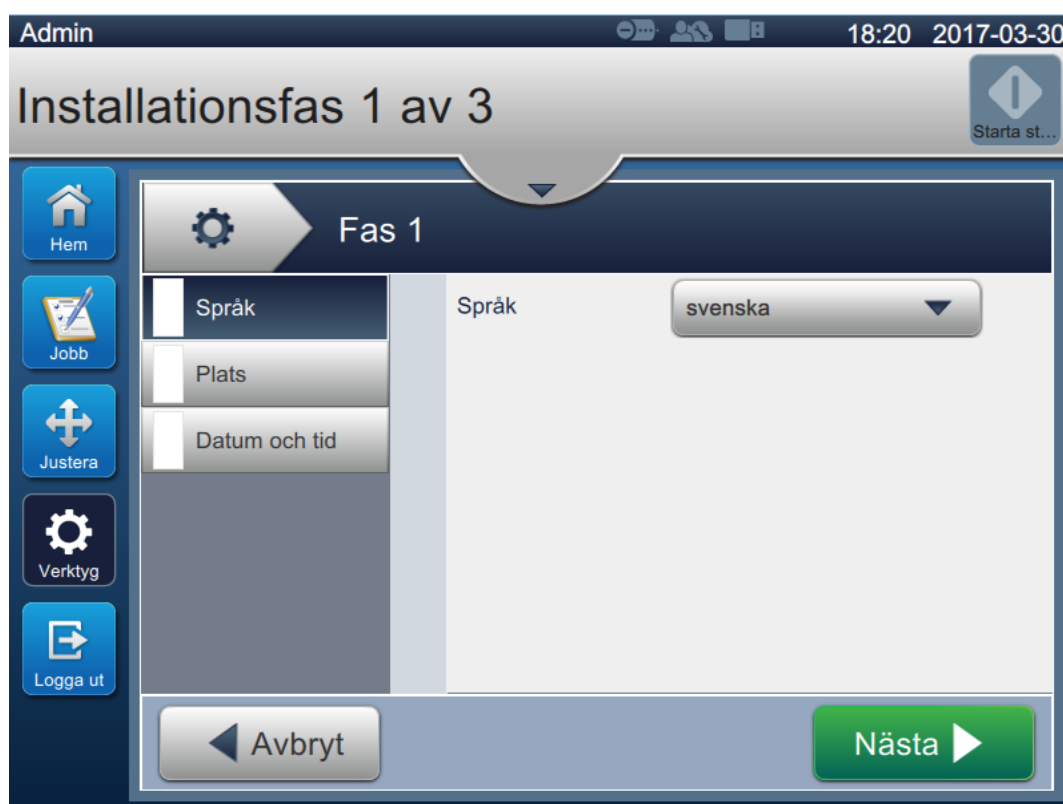 Admin
18:20 2017-03-30
Installationsfas 1 av 3
Starta st...
Hem
Jobb
Justera
Verktyg
Logga ut
Fas 1
Språk
Plats
Datum och tid
Språk
svenska
Avbryt
Nästa